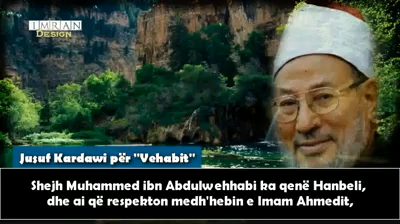 IMRAN
Design
Jusuf Kardawi për "Vehabit"
Shejh Muhammed ibn Abdulwehhabi ka qenë Hanbeli,
dhe ai që respekton medh'hebin e Imam Ahmedit,